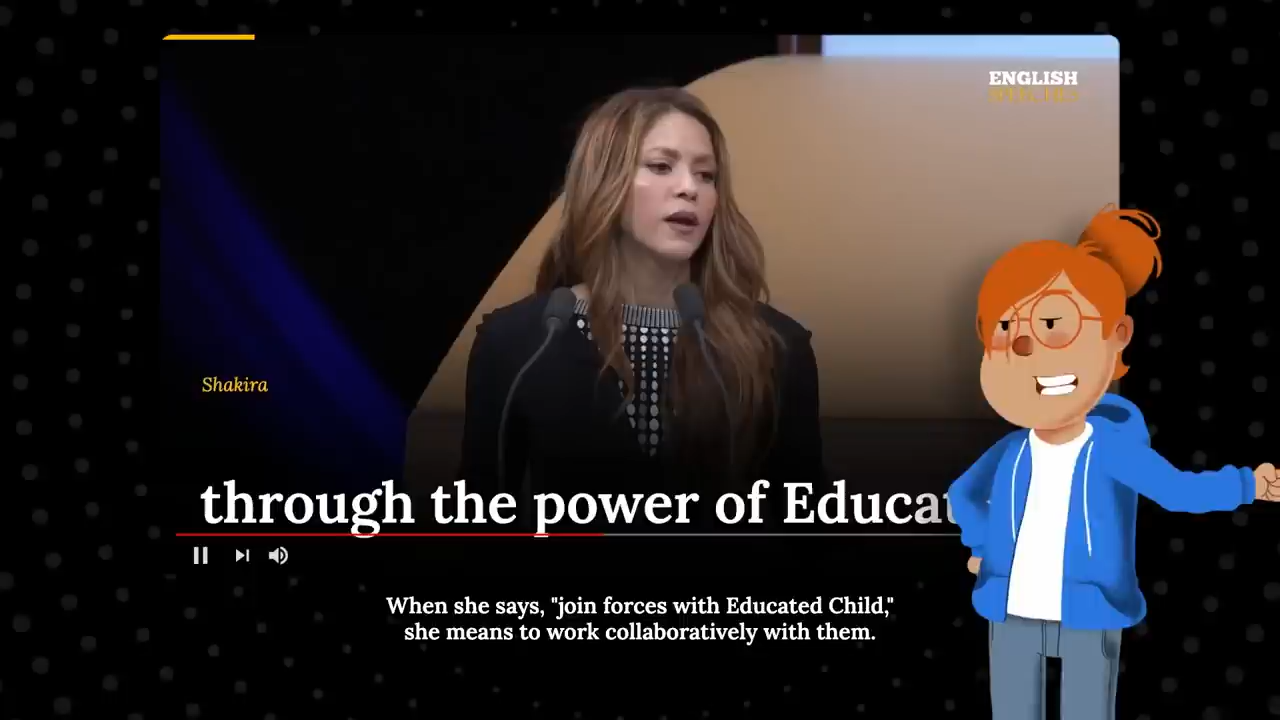 ENGLISH
SPEECHES
Shakira
through the power of Educat
When she says, "join forces with Educated Child,"
she means to work collaboratively with them.